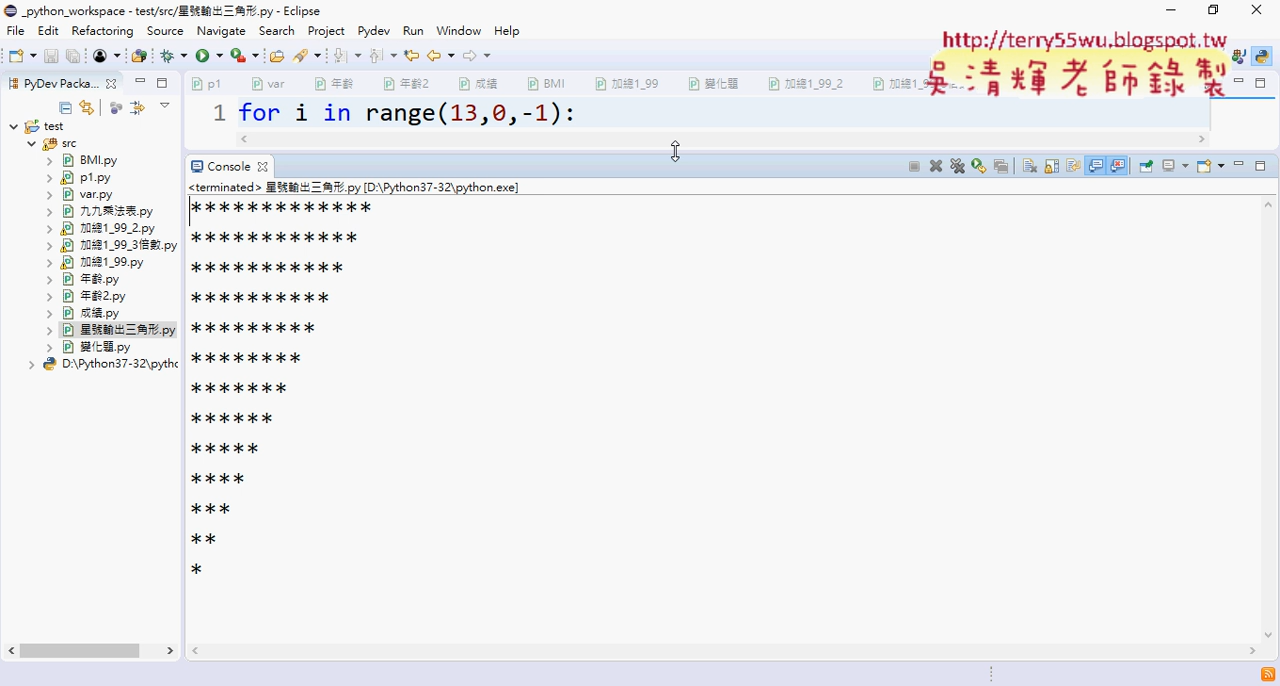 _python_workspace - test/src/星號輸出三角形.py - Eclipse
File Edit Refactoring Source Navigate Search Project Pydev Run Window Help
http://terry55wu.blogspot.tw
吳清輝老師錄製
PyDev Packa...
p1 var 年齡 年齡2 成績 BMI 加總1_99 變化題 加總1_99_2
1 for i in range(13,0,-1):
test
src
BMI.py
p1.py
var.py
九九乘法表.py
加總1_99_2.py
加總1_99_3倍數.py
加總1_99.py
年齡.py
年齡2.py
成績.py
星號輸出三角形.py
變化題.py
D:\Python37-32\pythc
Console
<terminated> 星號輸出三角形.py [D:\Python37-32\python.exe]
*************
************
***********
**********
*********
********
*******
******
*****
****
***
**
*